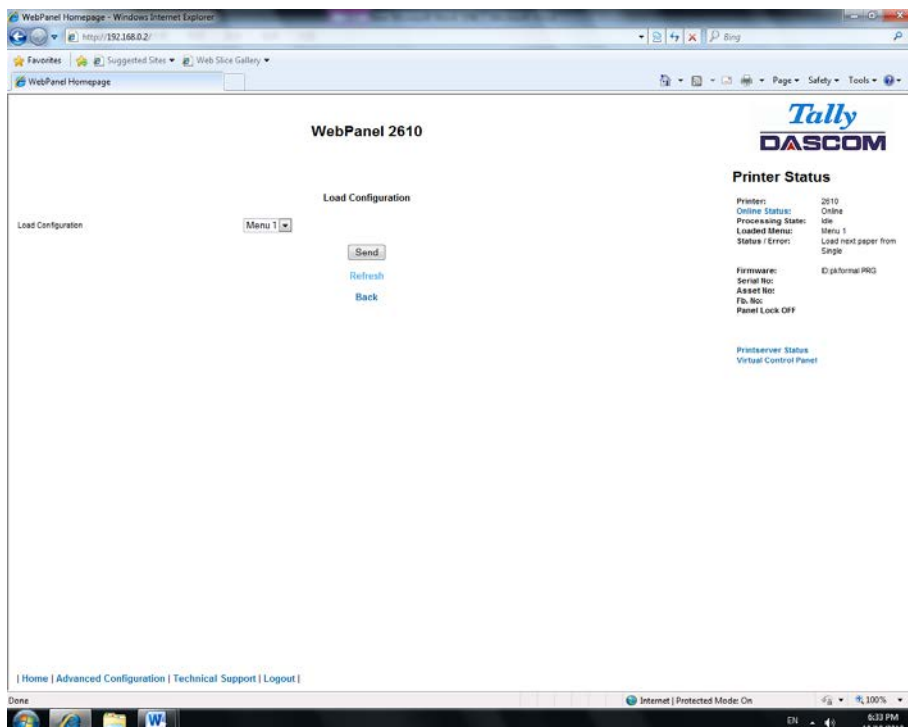 WebPanel Homepage - Windows Internet Explorer
http://192.168.0.2/
Bing
Favorites
Suggested Sites
Web Slice Gallery
WebPanel Homepage
Page
Safety
Tools
Tally
DASCOM
WebPanel 2610
Printer Status
Load Configuration
Printer: 2610
Online Status: Online
Processing State: Idle
Loaded Menu: Menu 1
Status / Error: Load next paper from
Single
Load Configuration Menu 1
Send
Refresh
Back
Firmware:
Serial No:
Asset No:
Fb. No:
Panel Lock OFF
Printserver Status
Virtual Control Panel
| Home | Advanced Configuration | Technical Support | Logout |
Done
Internet | Protected Mode: On
100%
EN
6:33 PM